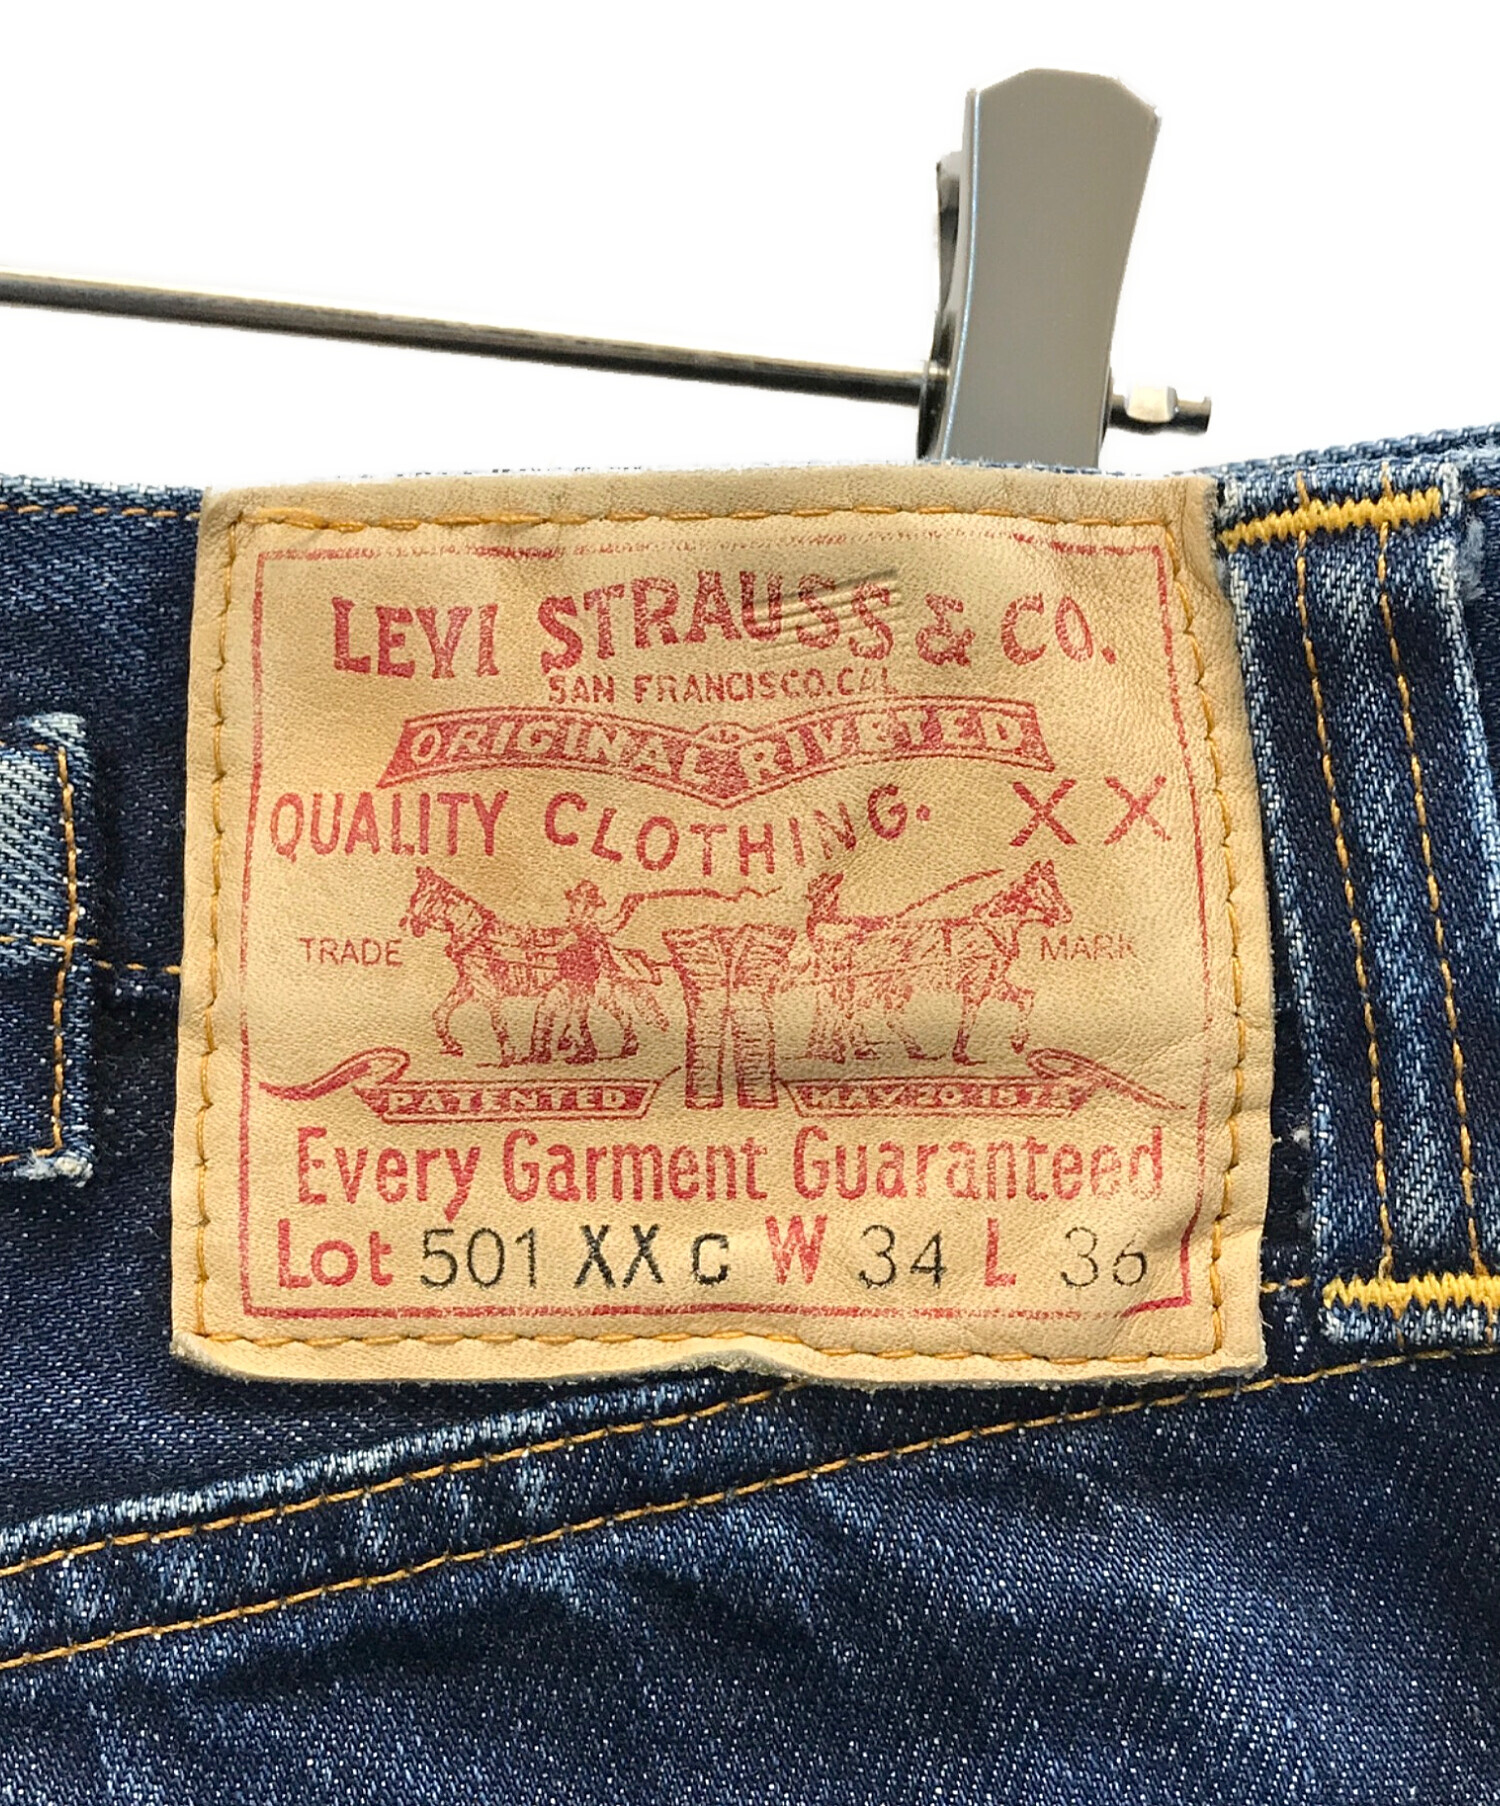 LEVI STRAUSS & CO.
SAN FRANCISCO, CAL
ORIGINAL RIVETED
QUALITY CLOTHING. XX
TRADE MARK
PATENTED MAY 20 1873
Every Garment Guaranteed
Lot 501 XX C W 34 L 36